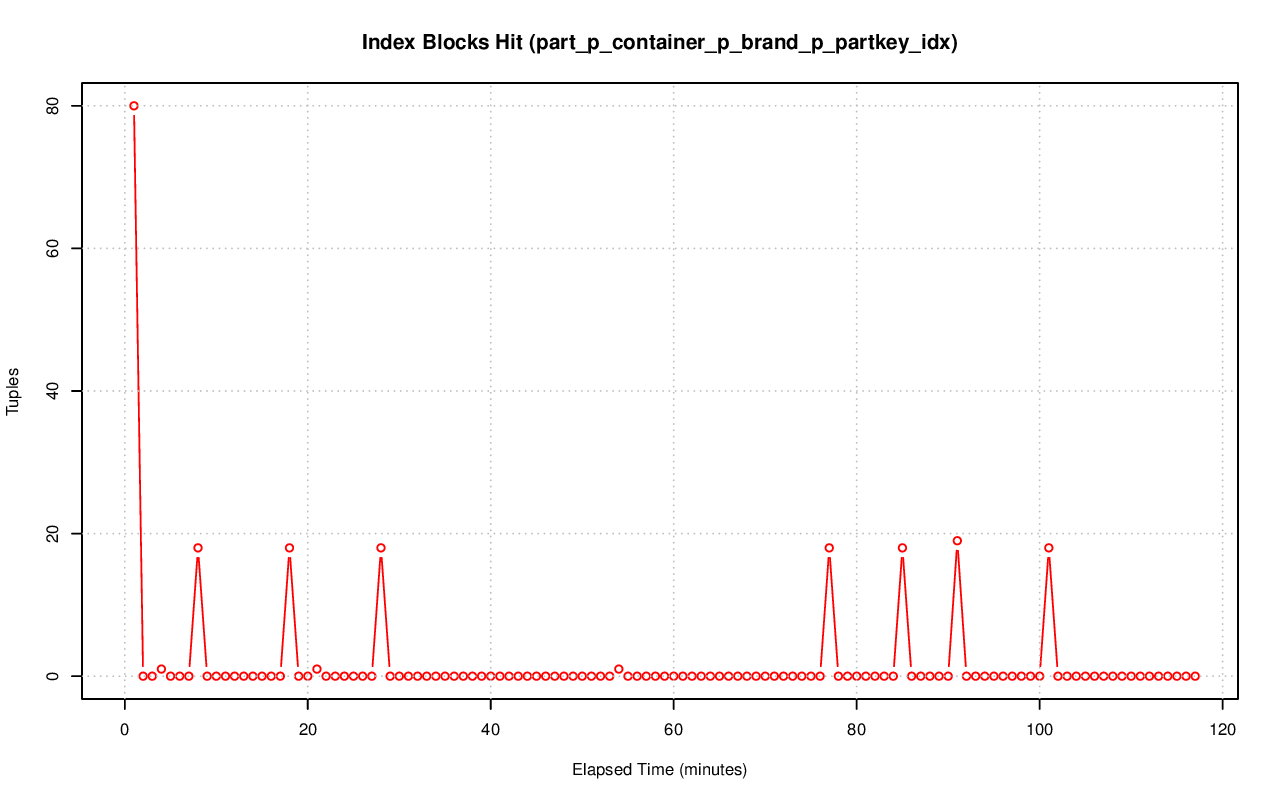 Index Blocks Hit (part_p_container_p_brand_p_partkey_idx)
Tuples
80
60
40
20
0
0 20 40 60 80 100 120
Elapsed Time (minutes)